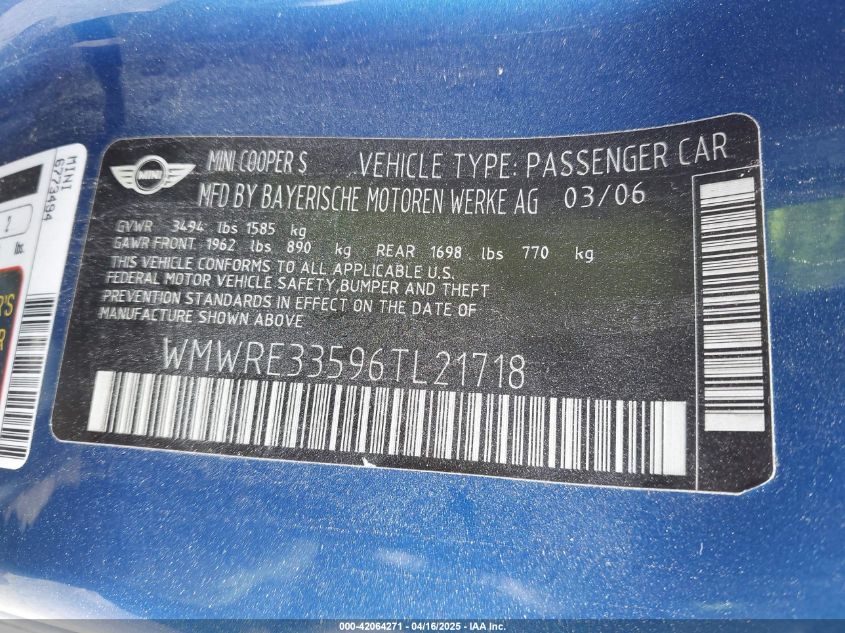 MINI
MINI COOPER S VEHICLE TYPE: PASSENGER CAR
MFD BY BAYERISCHE MOTOREN WERKE AG 03/06
GVWR 3494 lbs 1585 kg
GAWR FRONT 1962 lbs 890 kg REAR 1698 lbs 770 kg
THIS VEHICLE CONFORMS TO ALL APPLICABLE U.S.
FEDERAL MOTOR VEHICLE SAFETY,BUMPER AND THEFT
PREVENTION STANDARDS IN EFFECT ON THE DATE OF
MANUFACTURE SHOWN ABOVE
WMWRE33596TL21718
MINI
6773494
2
lbs.
000-42064271 - 04/16/2025 - IAA Inc.